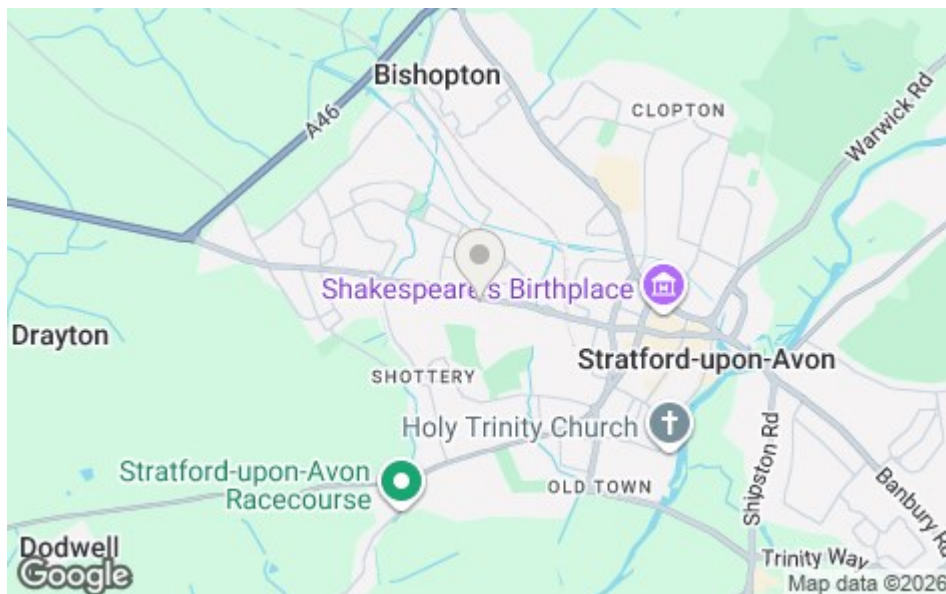 Bishopton
A46
CLOPTON
Warwick Rd
Shakespeare's Birthplace
Drayton
Stratford-upon-Avon
SHOTTERY
Holy Trinity Church
Stratford-upon-Avon
Racecourse
OLD TOWN
Shipston Rd
Banbury Rd
Dodwell
Trinity Way
Google
Map data ©2026